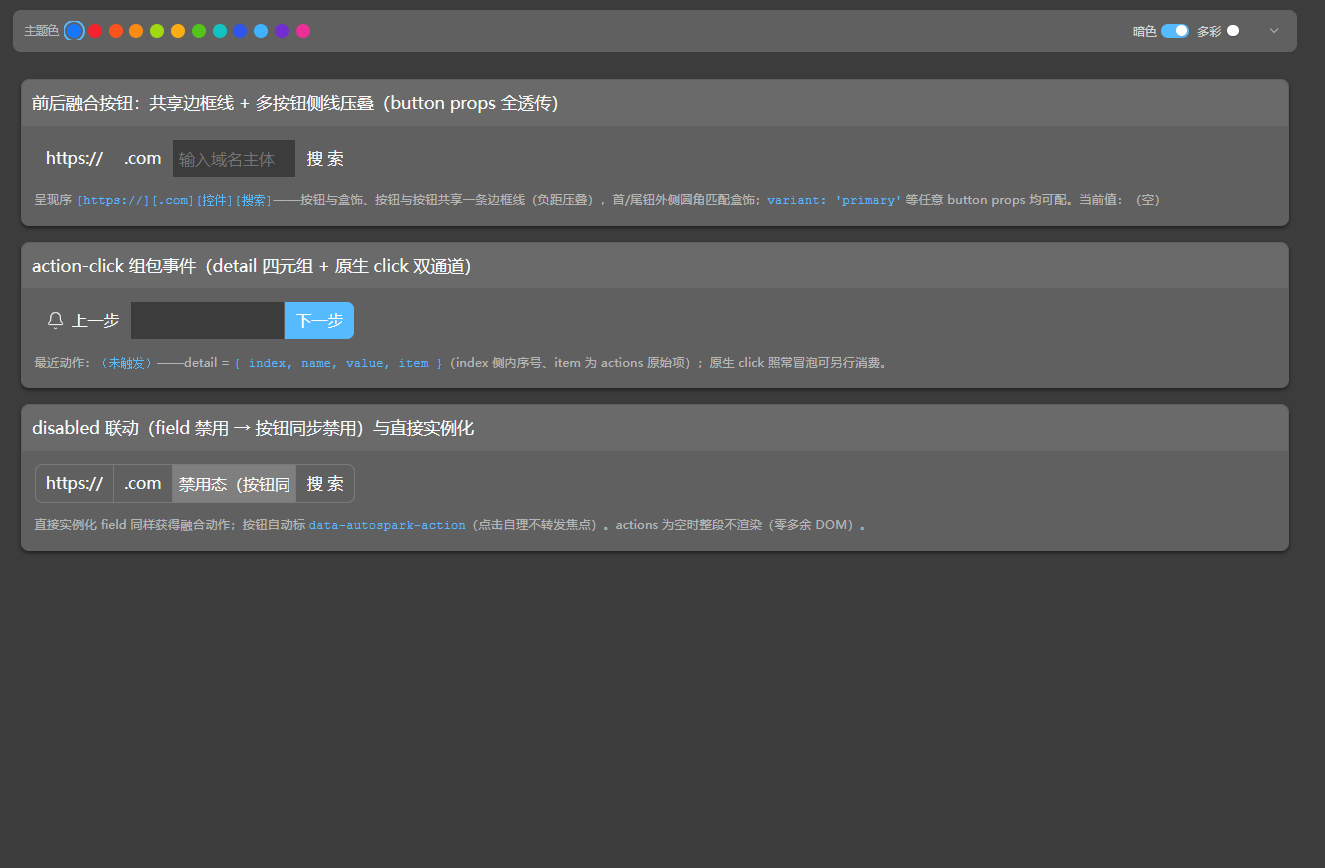 主题色
暗色 多彩
前后融合按钮：共享边框线 + 多按钮侧线压叠（button props 全透传）
https:// .com 输入域名主体 搜 索
呈现序 [https://][.com][控件][搜索]——按钮与盒饰、按钮与按钮共享一条边框线（负距压叠），首/尾钮外侧圆角匹配盒饰；variant: 'primary' 等任意 button props 均可配。当前值：（空）
action-click 组包事件（detail 四元组 + 原生 click 双通道）
上一步 下一步
最近动作：（未触发）——detail = { index, name, value, item }（index 侧内序号、item 为 actions 原始项）；原生 click 照常冒泡可另行消费。
disabled 联动（field 禁用 → 按钮同步禁用）与直接实例化
https:// .com 禁用态（按钮同 搜 索
直接实例化 field 同样获得融合动作；按钮自动标 data-autospark-action（点击自理不转发焦点）。actions 为空时整段不渲染（零多余 DOM）。